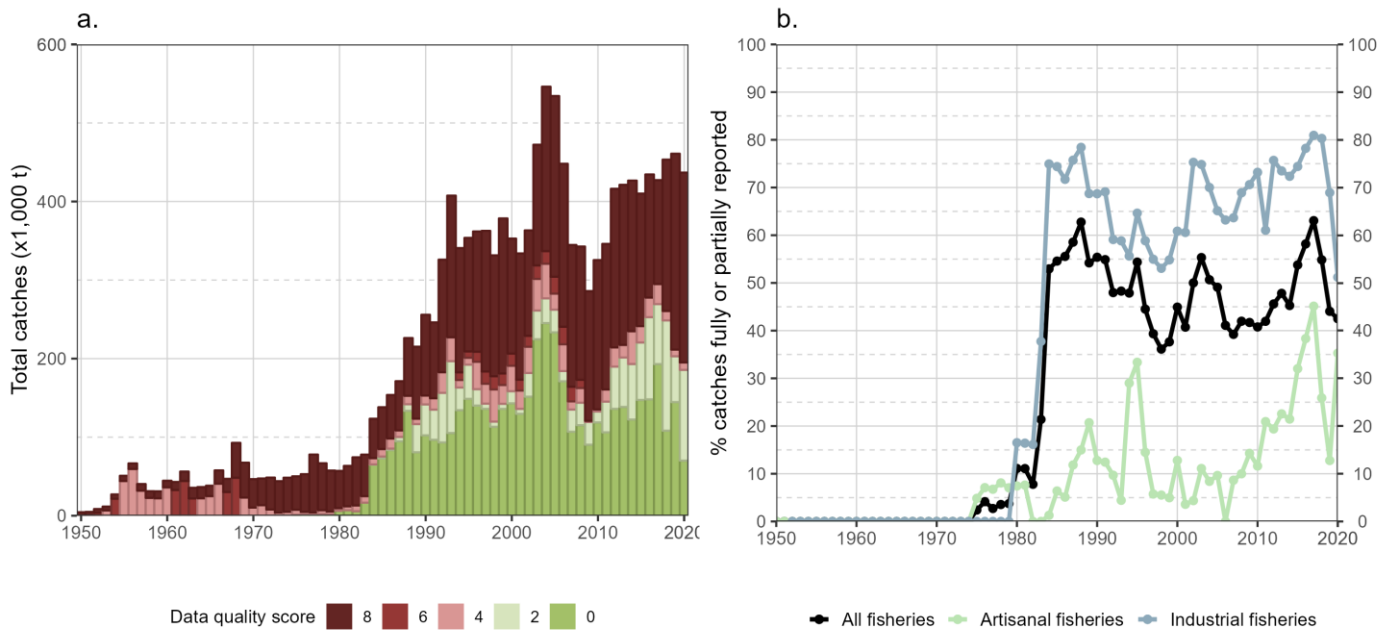 a.
Total catches (x1,000 t)
600
400
200
0
1950 1960 1970 1980 1990 2000 2010 2020
Data quality score 8 6 4 2 0
b.
% catches fully or partially reported
100 100
90 90
80 80
70 70
60 60
50 50
40 40
30 30
20 20
10 10
0 0
1950 1960 1970 1980 1990 2000 2010 2020
All fisheries Artisanal fisheries Industrial fisheries